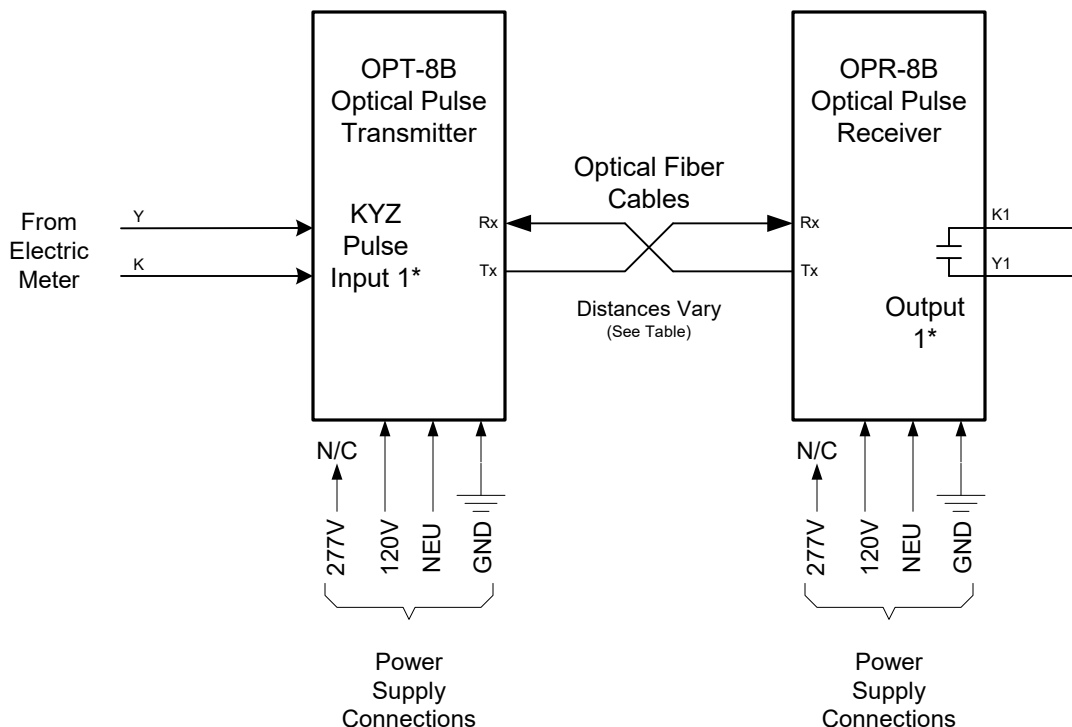 OPT-8B
Optical Pulse
Transmitter
OPR-8B
Optical Pulse
Receiver
Optical Fiber
Cables
From
Electric
Meter
Y
K
KYZ
Pulse
Input 1*
Rx
Tx
Rx
Tx
K1
Y1
Distances Vary
(See Table)
Output
1*
N/C
277V
120V
NEU
GND
N/C
277V
120V
NEU
GND
Power
Supply
Connections
Power
Supply
Connections